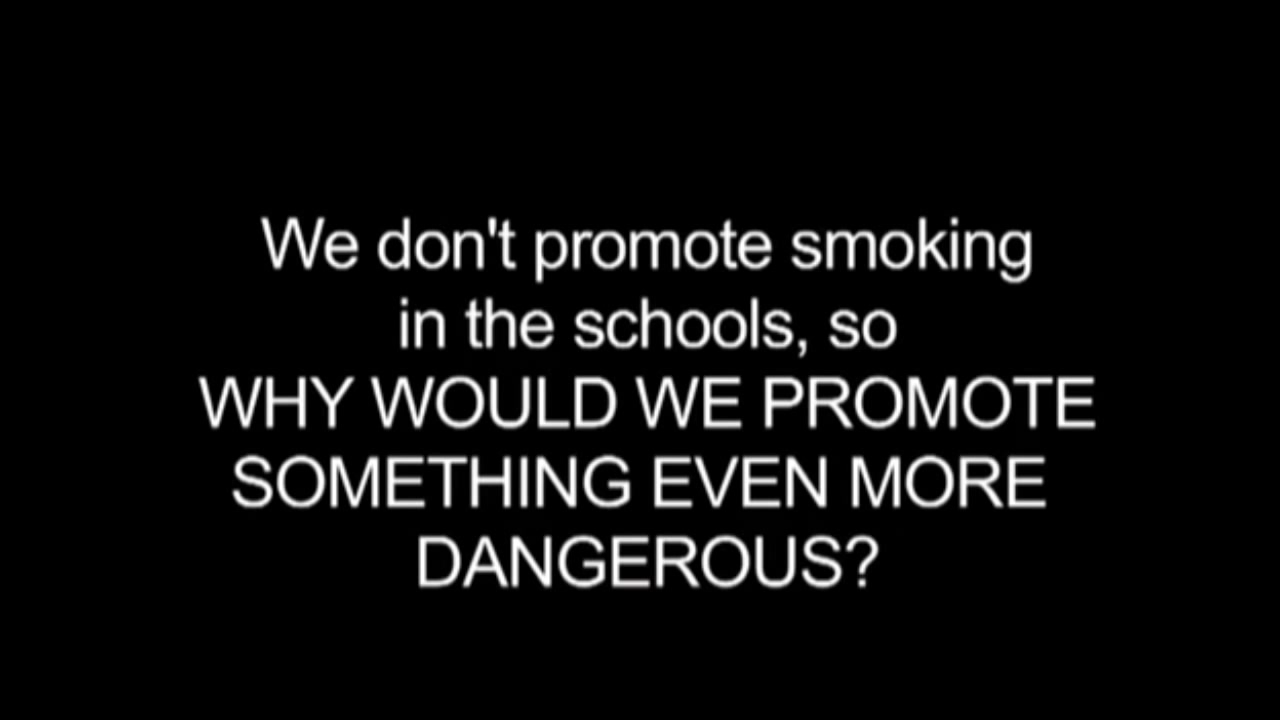 We don't promote smoking
in the schools, so
WHY WOULD WE PROMOTE
SOMETHING EVEN MORE
DANGEROUS?